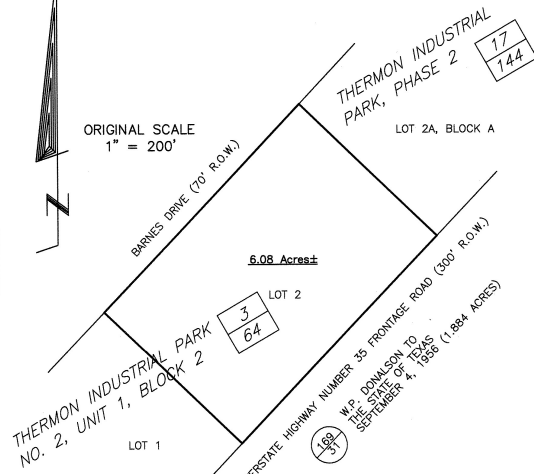 THERMON INDUSTRIAL
PARK, PHASE 2
17
144
ORIGINAL SCALE
1" = 200'
LOT 2A, BLOCK A
BARNES DRIVE (70' R.O.W.)
6.08 Acres±
LOT 2
3
64
THERMON INDUSTRIAL PARK
NO. 2, UNIT 1, BLOCK 2
LOT 1
ERSTATE HIGHWAY NUMBER 35 FRONTAGE ROAD (300' R.O.W.)
169
31
W.P. DONALSON TO
THE STATE OF TEXAS
SEPTEMBER 4, 1956 (1.884 ACRES)
N